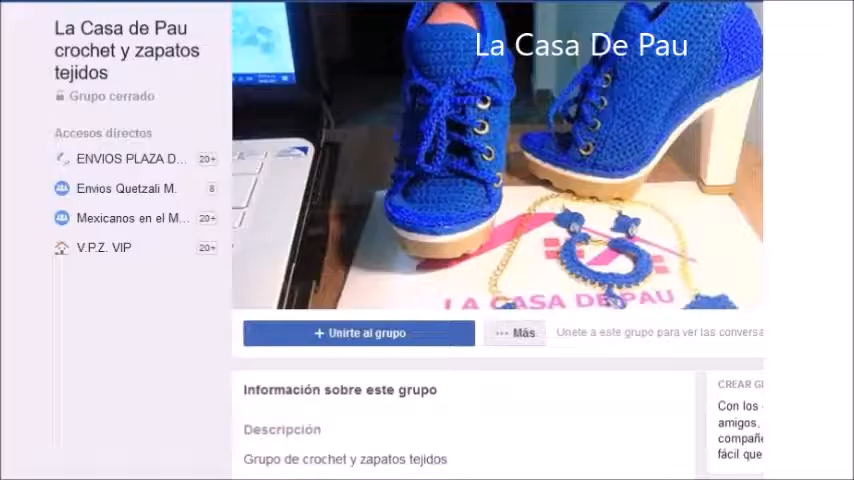 La Casa de Pau
crochet y zapatos
tejidos
Grupo cerrado
Accesos directos
ENVIOS PLAZA D... 20+
Envios Quetzali M. 8
Mexicanos en el M... 20+
V.P.Z. VIP 20+
La Casa De Pau
LA CASA DE PAU
+ Unirte al grupo
··· Más
Unete a este grupo para ver las conversa
Información sobre este grupo
Descripción
Grupo de crochet y zapatos tejidos
CREAR G
Con los
amigos,
compañe
fácil que